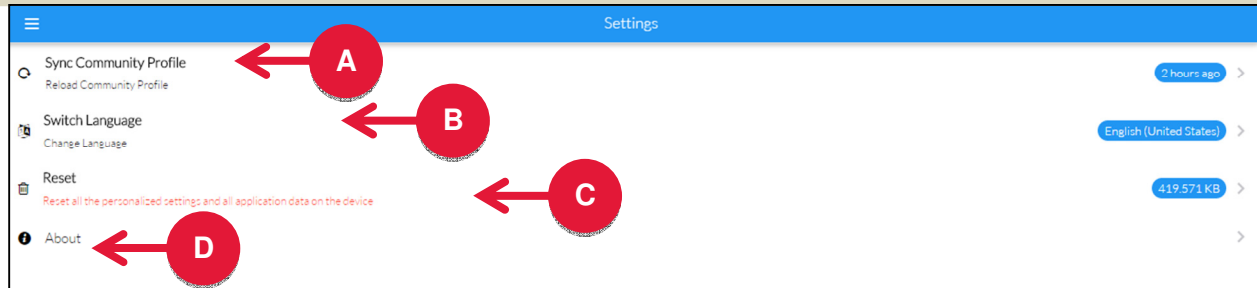 Settings
Sync Community Profile
A
Reload Community Profile
2 hours ago
Switch Language
B
Change Language
English (United States)
Reset
C
Reset all the personalized settings and all application data on the device
419.571 KB
About
D